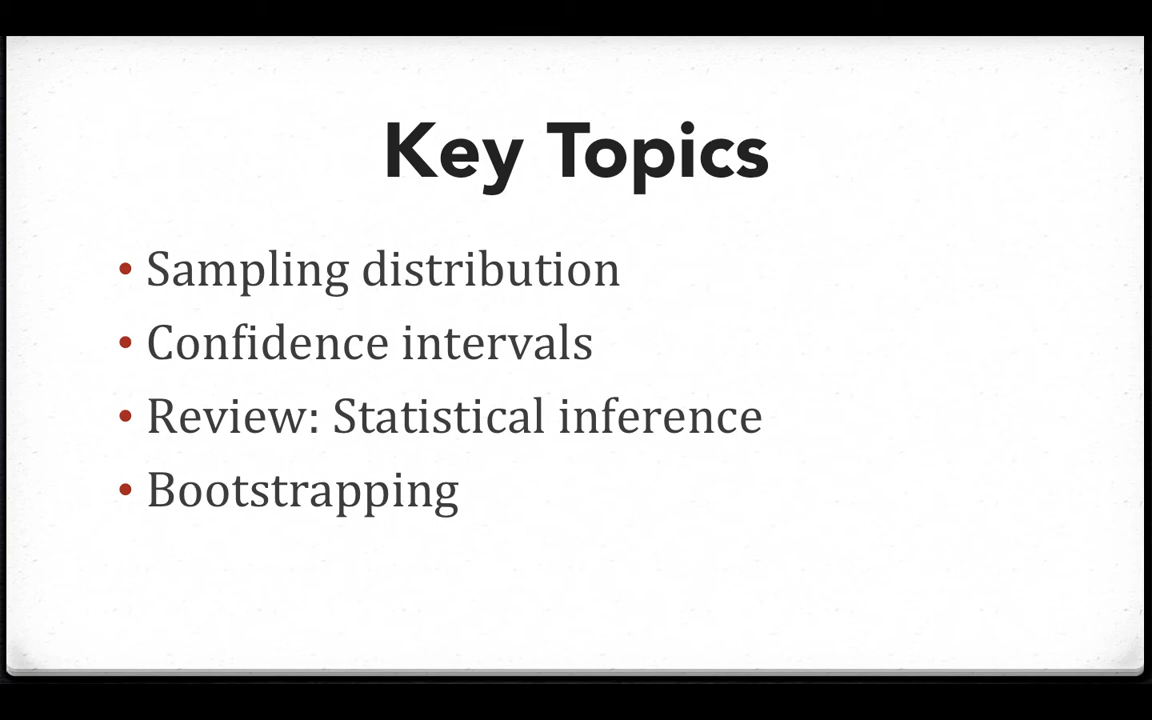 Key Topics
• Sampling distribution
• Confidence intervals
• Review: Statistical inference
• Bootstrapping